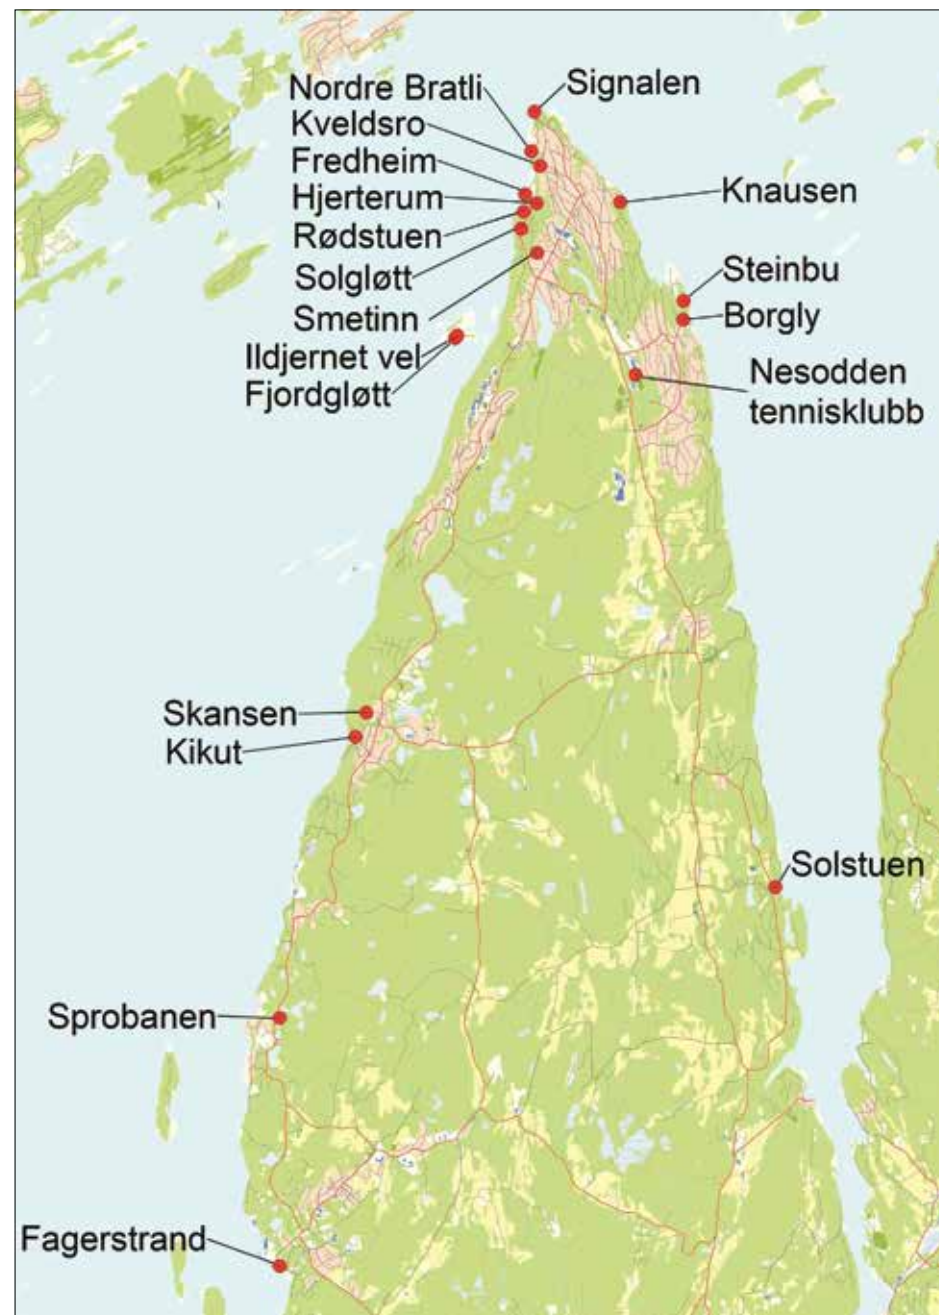 Nordre Bratli
Signalen
Kveldsro
Fredheim
Hjerterum
Knausen
Rødstuen
Solgløtt
Steinbu
Smetinn
Borgly
Ildjernet vel
Fjordgløtt
Nesodden
tennisklubb
Skansen
Kikut
Solstuen
Sprobanen
Fagerstrand